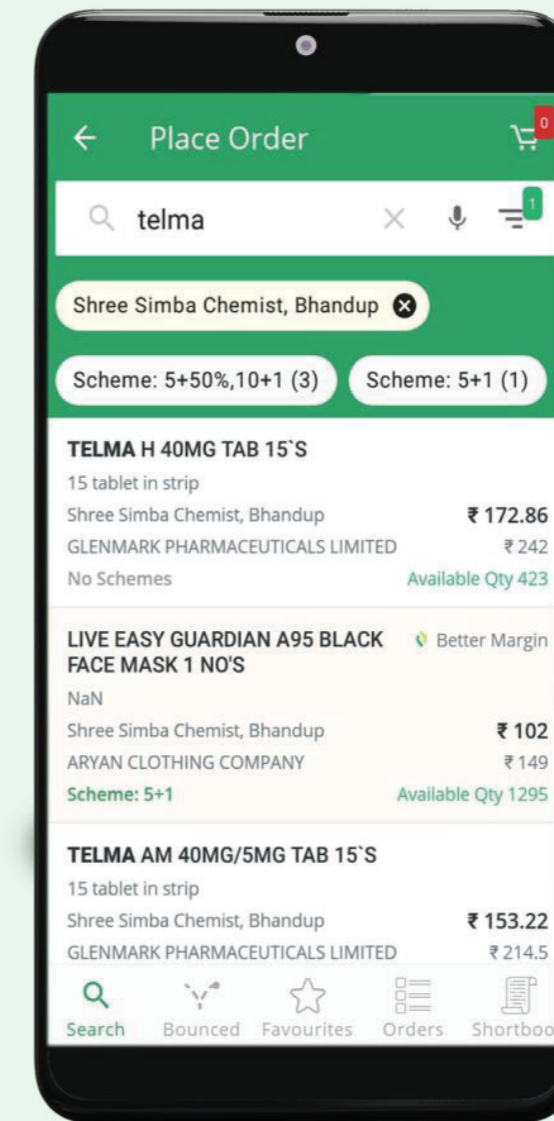 Place Order
0
telma
1
Shree Simba Chemist, Bhandup
Scheme: 5+50%,10+1 (3)
Scheme: 5+1 (1)
TELMA H 40MG TAB 15`S
15 tablet in strip
Shree Simba Chemist, Bhandup ₹ 172.86
GLENMARK PHARMACEUTICALS LIMITED ₹ 242
No Schemes Available Qty 423
LIVE EASY GUARDIAN A95 BLACK Better Margin
FACE MASK 1 NO'S
NaN
Shree Simba Chemist, Bhandup ₹ 102
ARYAN CLOTHING COMPANY ₹ 149
Scheme: 5+1 Available Qty 1295
TELMA AM 40MG/5MG TAB 15`S
15 tablet in strip
Shree Simba Chemist, Bhandup ₹ 153.22
GLENMARK PHARMACEUTICALS LIMITED ₹ 214.5
Search Bounced Favourites Orders Shortboo